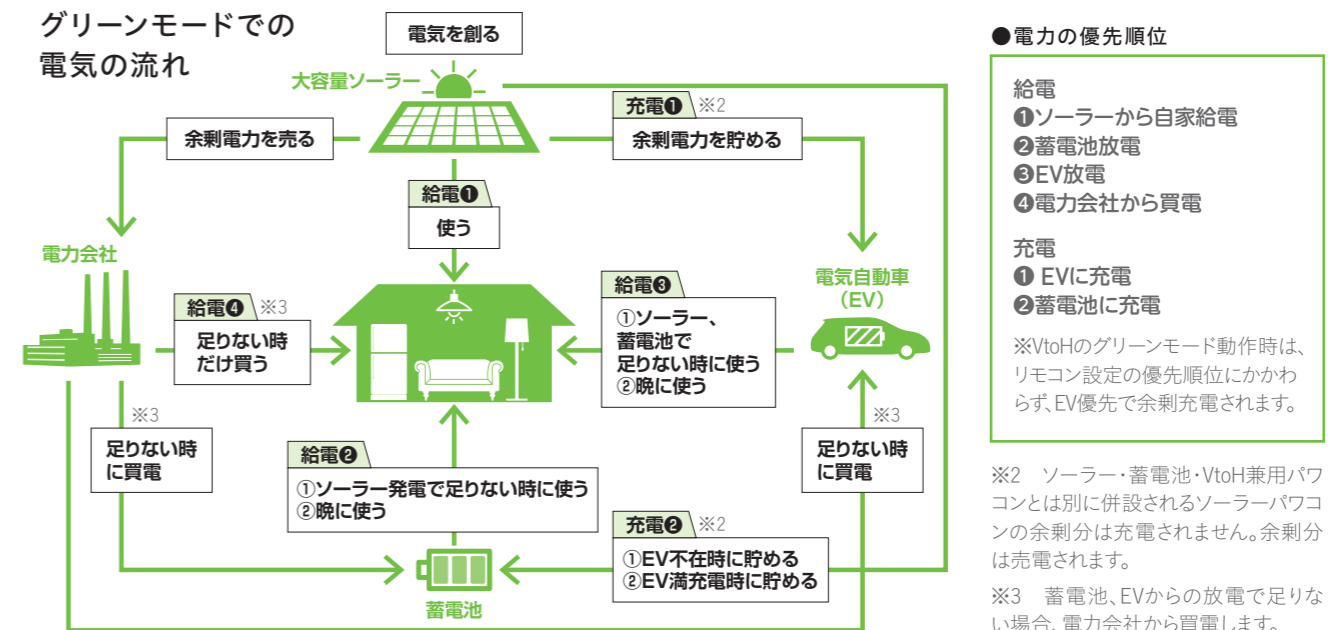 グリーンモードでの
電気の流れ
電気を創る
大容量ソーラー
充電❶ ※2
余剰電力を売る
余剰電力を貯める
給電❶
使う
電力会社
電気自動車
（EV）
給電❹ ※3
足りない時
だけ買う
給電❸
①ソーラー、
蓄電池で
足りない時に使う
②晩に使う
※3
足りない時
に買電
※3
足りない時
に買電
給電❷
①ソーラー発電で足りない時に使う
②晩に使う
充電❷ ※2
①EV不在時に貯める
②EV満充電時に貯める
蓄電池
●電力の優先順位
給電
❶ソーラーから自家給電
❷蓄電池放電
❸EV放電
❹電力会社から買電
充電
❶ EVに充電
❷蓄電池に充電
※VtoHのグリーンモード動作時は、
リモコン設定の優先順位にかかわ
らず、EV優先で余剰充電されます。
※2　ソーラー・蓄電池・VtoH兼用パワ
コンとは別に併設されるソーラーパワコ
ンの余剰分は充電されません。余剰分
は売電されます。
※3　蓄電池、EVからの放電で足りな
い場合、電力会社から買電します。